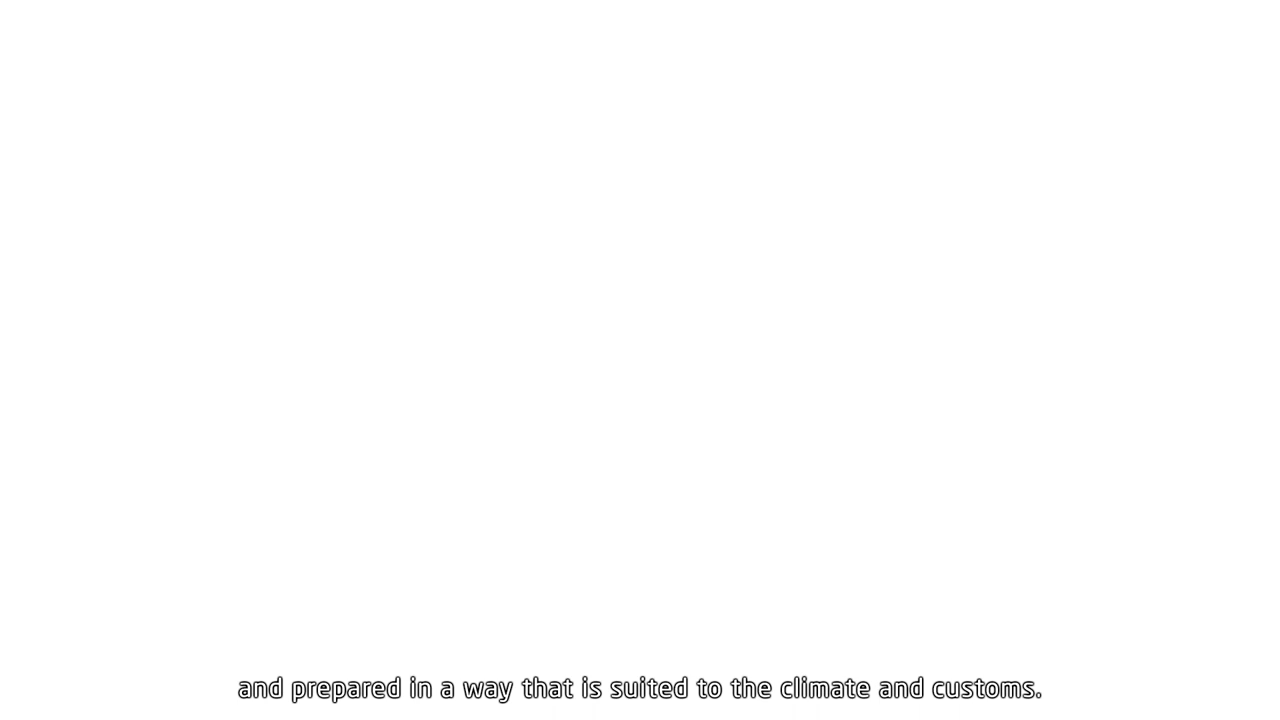 and prepared in a way that is suited to the climate and customs.